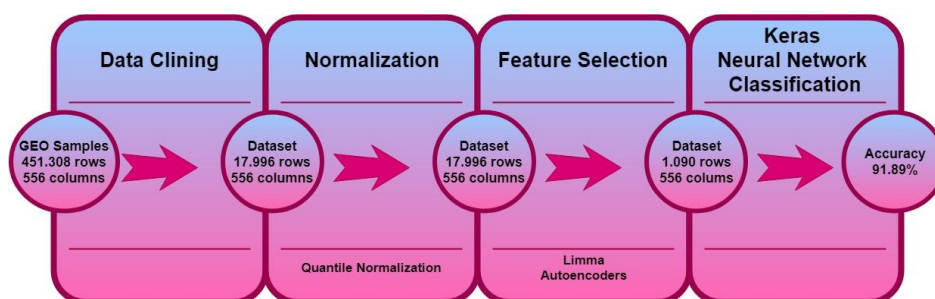 Data Clining
Normalization
Feature Selection
Keras
Neural Network
Classification
GEO Samples
451.308 rows
556 columns
Dataset
17.996 rows
556 columns
Dataset
17.996 rows
556 columns
Dataset
1.090 rows
556 colums
Accuracy
91.89%
Quantile Normalization
Limma
Autoencoders